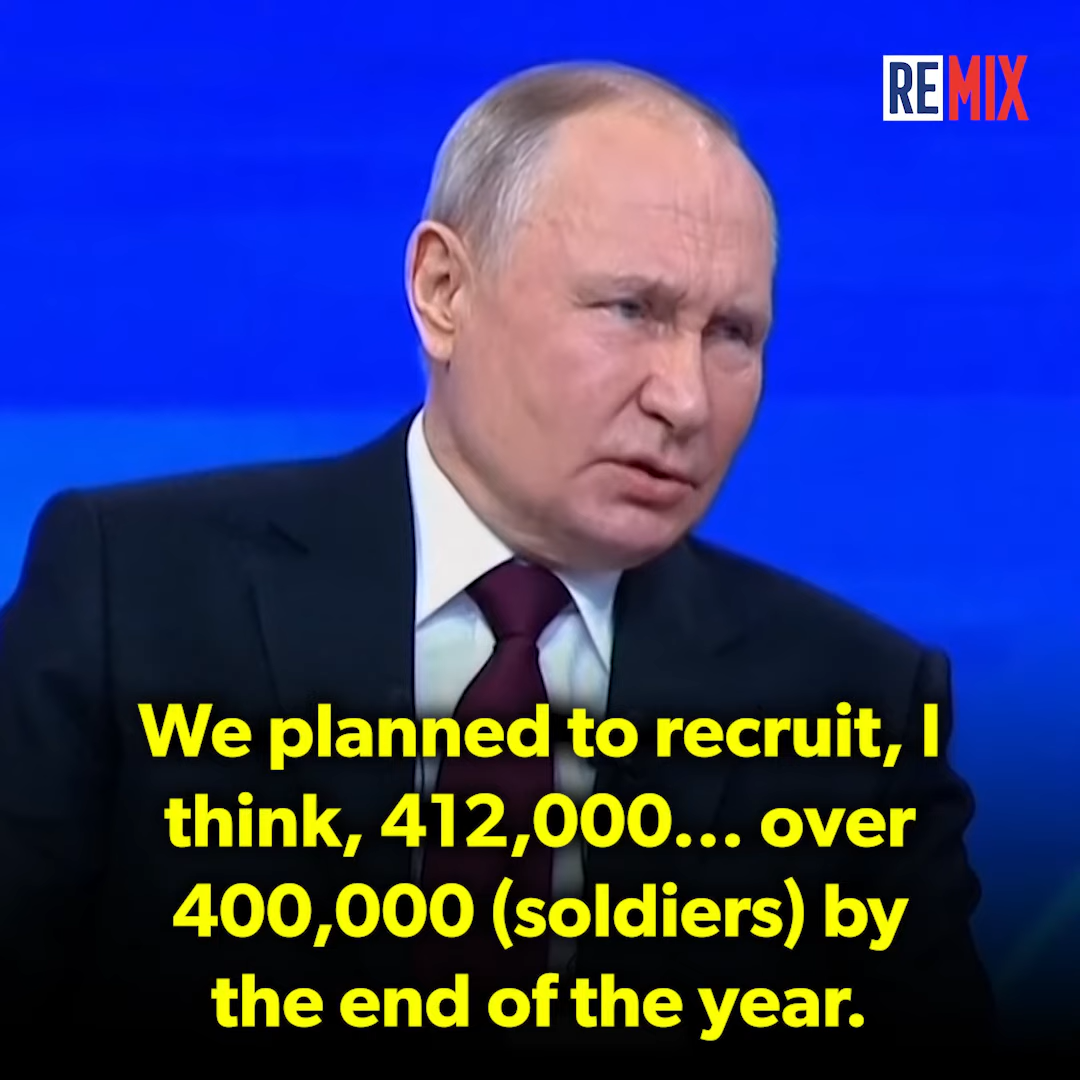 REMIX
We planned to recruit, I
think, 412,000... over
400,000 (soldiers) by
the end of the year.